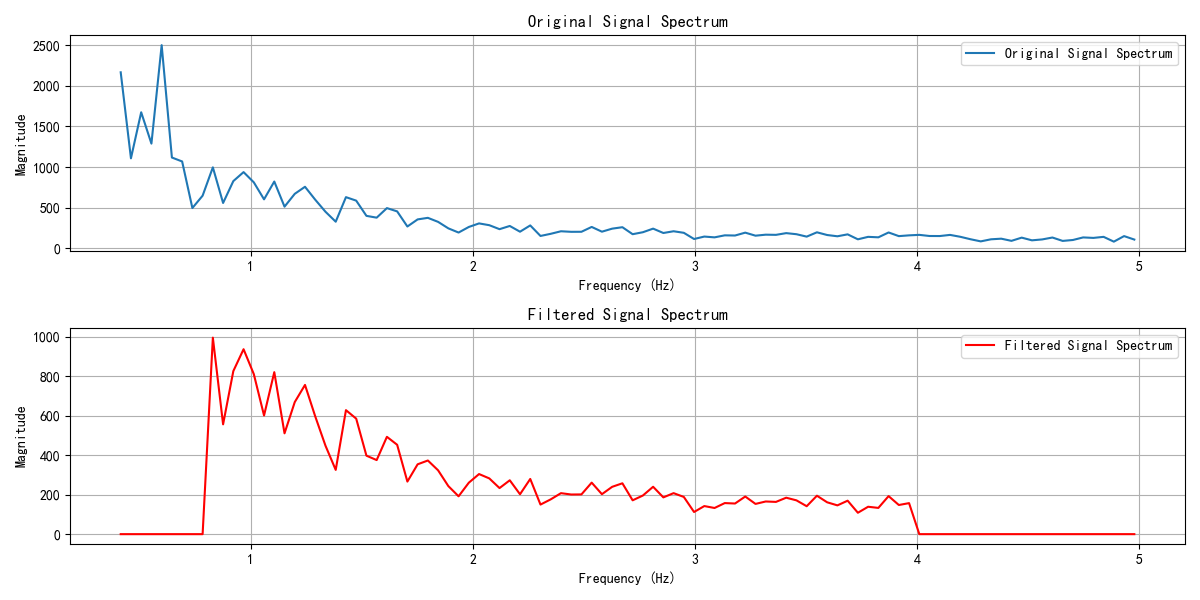 Original Signal Spectrum
Original Signal Spectrum
Magnitude
2500
2000
1500
1000
500
0
1 2 3 4 5
Frequency (Hz)
Filtered Signal Spectrum
Filtered Signal Spectrum
Magnitude
1000
800
600
400
200
0
1 2 3 4 5
Frequency (Hz)